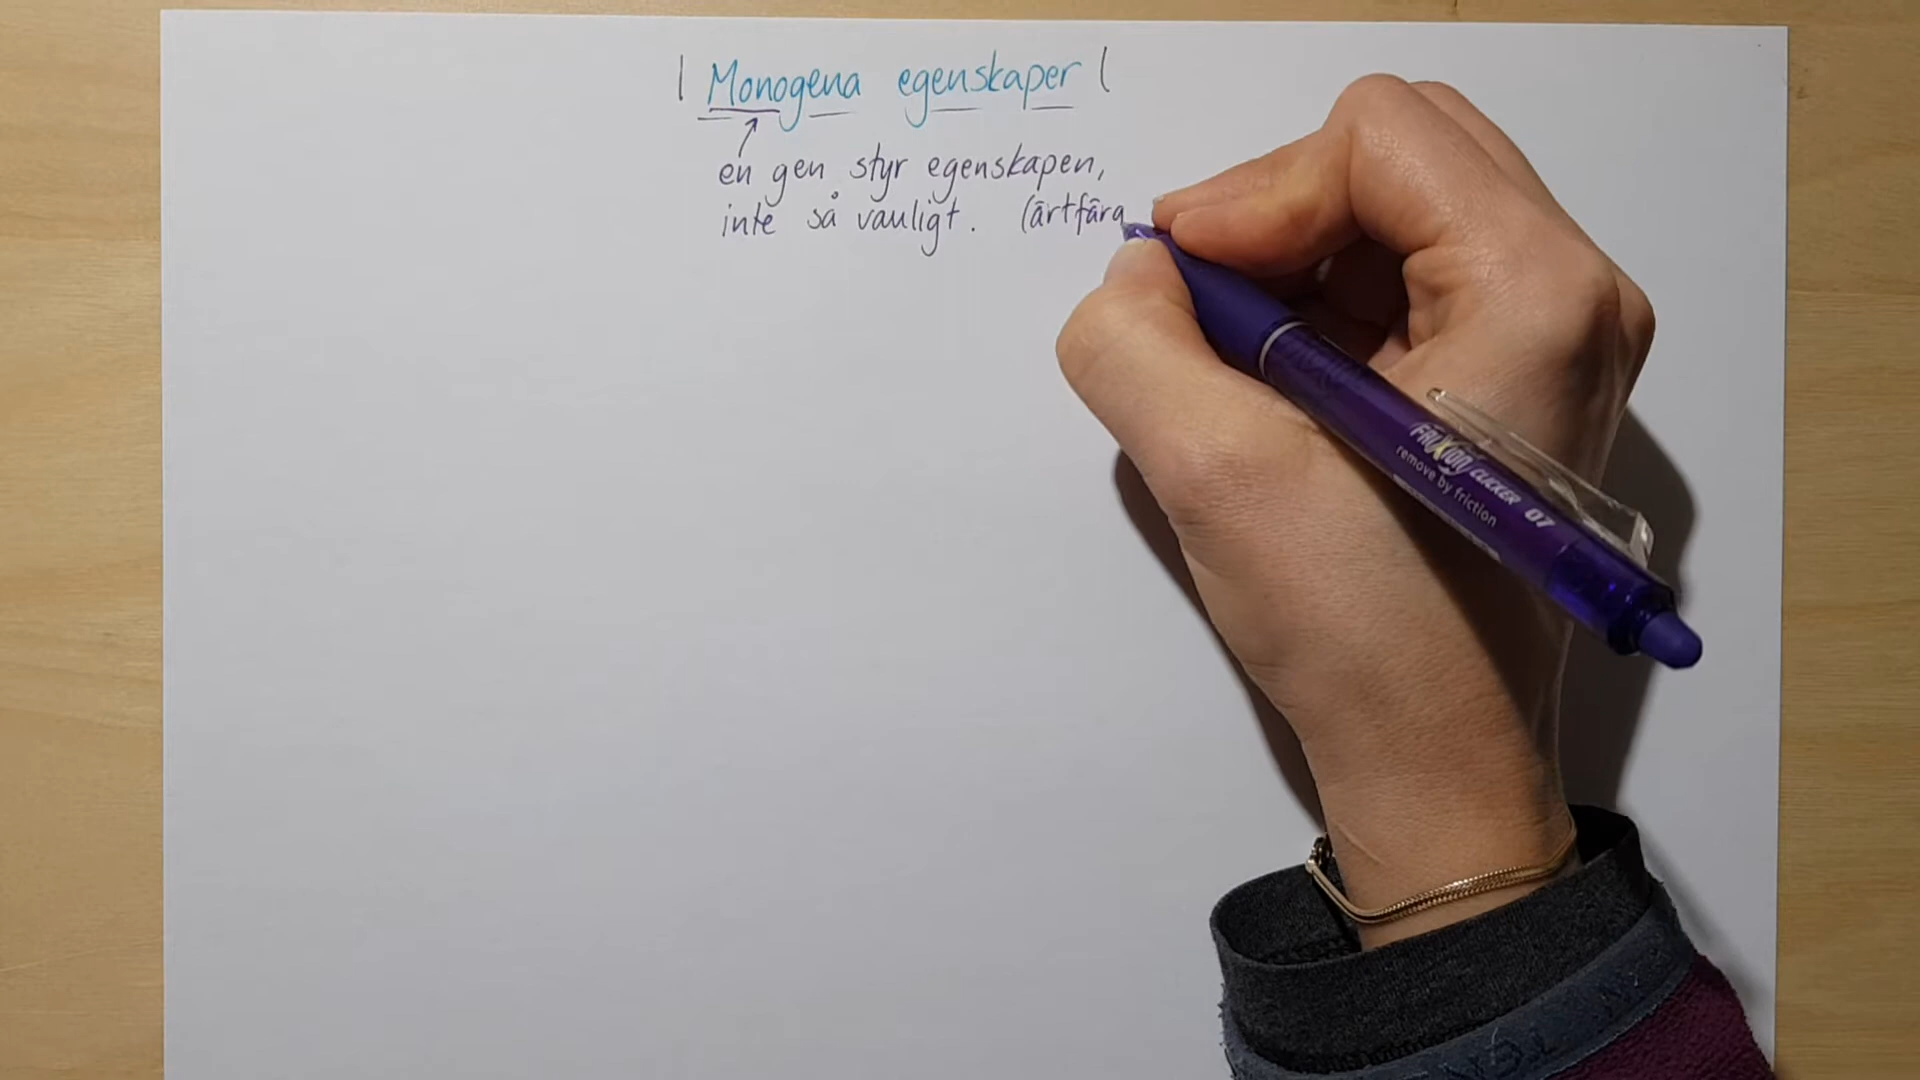 Monogena egenskaper
en gen styr egenskapen,
inte så vanligt. (ärtfärg
FRIXION CLICKER 07
remove by friction